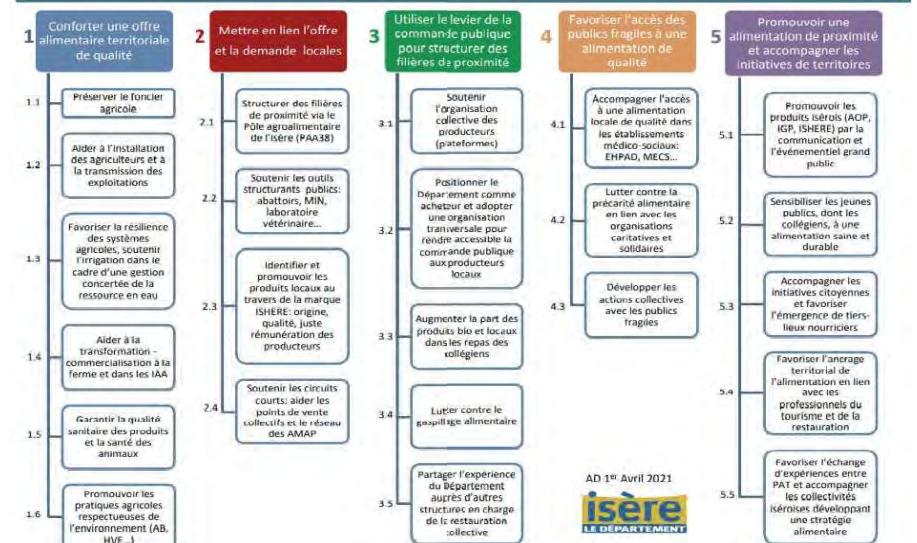 1
Conforter une offre
alimentaire territoriale
de qualité
1.1
Préserver le foncier
agricole
1.2
Aider à l'installation
des agriculteurs et à
la transmission des
exploitations
1.3
Favoriser la résilience
des systèmes
agricoles, soutenir
l'irrigation dans le
cadre d'une gestion
concertée de la
ressource en eau
1.4
Aider à la
transformation -
commercialisation à la
ferme et dans les IAA
1.5
Garantir la qualité
sanitaire des produits
et la santé des
animaux
1.6
Promouvoir les
pratiques agricoles
respectueuses de
l'environnement (AB,
HVE...)
2
Mettre en lien l'offre
et la demande locales
2.1
Structurer des filières
de proximité via le
Pôle agroalimentaire
de l'isère (PAA38)
2.2
Soutenir les outils
structurants publics:
abattoirs, MIN,
laboratoire
vétérinaire...
2.3
Identifier et
promouvoir les
produits locaux au
travers de la marque
ISHERE: origine,
qualité, juste
rémunération des
producteurs
2.4
Soutenir les circuits
courts: aider les
points de vente
collectifs et le réseau
des AMAP
3
Utiliser le levier de la
commande publique
pour structurer des
filières de proximité
3.1
Soutenir
l'organisation
collective des
producteurs
(plateformes)
3.2
Positionner le
Département comme
acheteur et adopter
une organisation
transversale pour
rendre accessible la
commande publique
aux producteurs
locaux
3.3
Augmenter la part des
produits bio et locaux
dans les repas des
collégiens
3.4
Lutter contre le
gaspillage alimentaire
3.5
Partager l'expérience
du Département
auprès d'autres
structures en charge
de la restauration
collective
4
Favoriser l'accès des
publics fragiles à une
alimentation de
qualité
4.1
Accompagner l'accès
à une alimentation
locale de qualité dans
les établissements
médico-sociaux:
EHPAD, MECS...
4.2
Lutter contre la
précarité alimentaire
en lien avec les
organisations
caritatives et
solidaires
4.3
Développer les
actions collectives
avec les publics
fragiles
5
Promouvoir une
alimentation de proximité
et accompagner les
initiatives de territoires
5.1
Promouvoir les
produits isérois (AOP,
IGP, ISHERE) par la
communication et
l'événementiel grand
public
5.2
Sensibiliser les jeunes
publics, dont les
collégiens, à une
alimentation saine et
durable
5.3
Accompagner les
initiatives citoyennes
et favoriser
l'émergence de tiers-
lieux nourriciers
5.4
Favoriser l'ancrage
territorial de
l'alimentation en lien
avec les
professionnels du
tourisme et de la
restauration
5.5
Favoriser l'échange
d'expériences entre
PAT et accompagner
les collectivités
iséroises développant
une stratégie
alimentaire
AD 1er Avril 2021
isère
LE DÉPARTEMENT